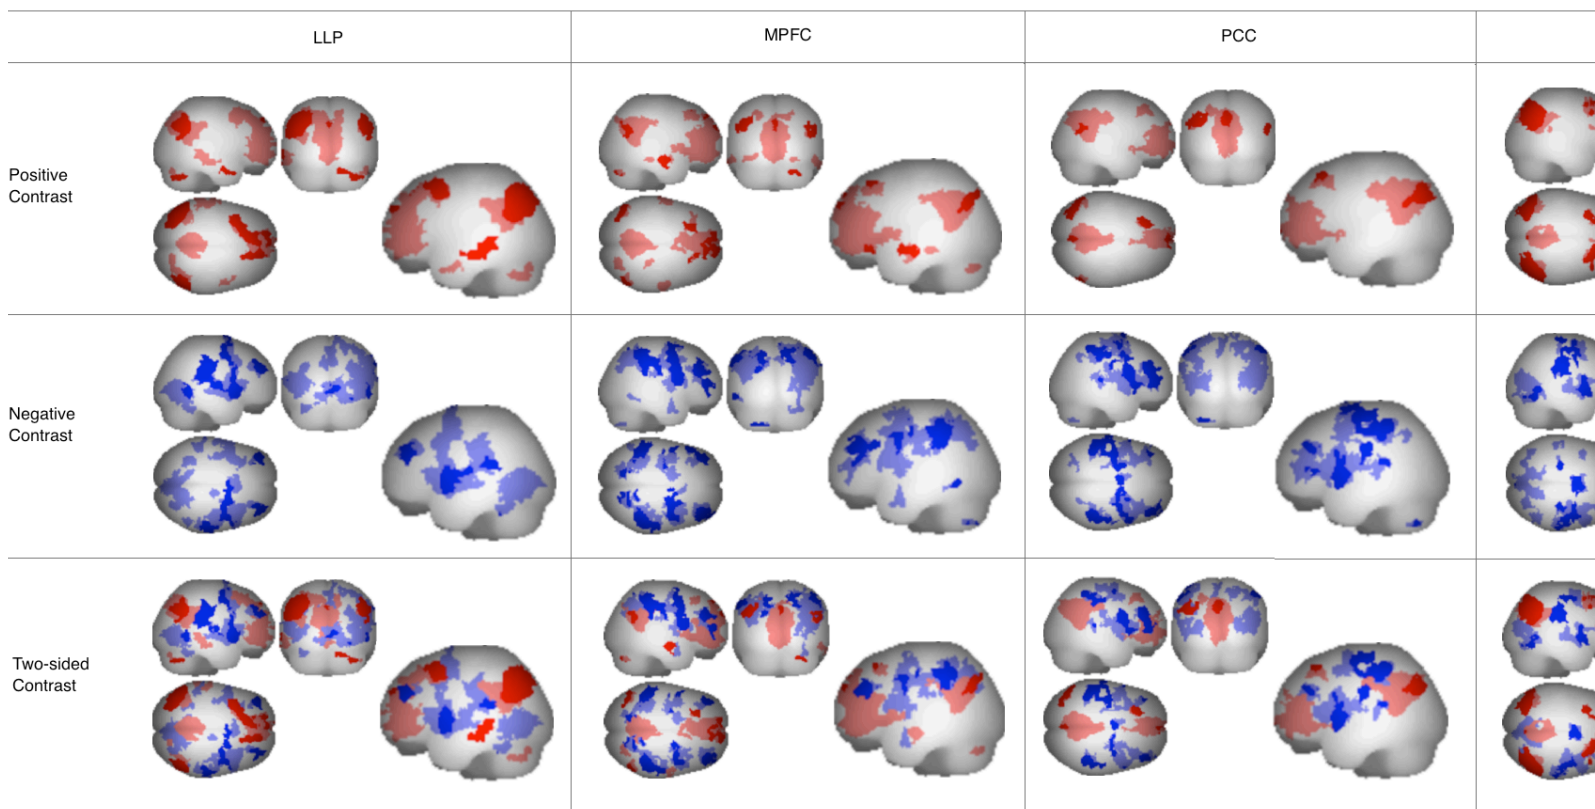 LLP
MPFC
PCC
Positive
Contrast
Negative
Contrast
Two-sided
Contrast